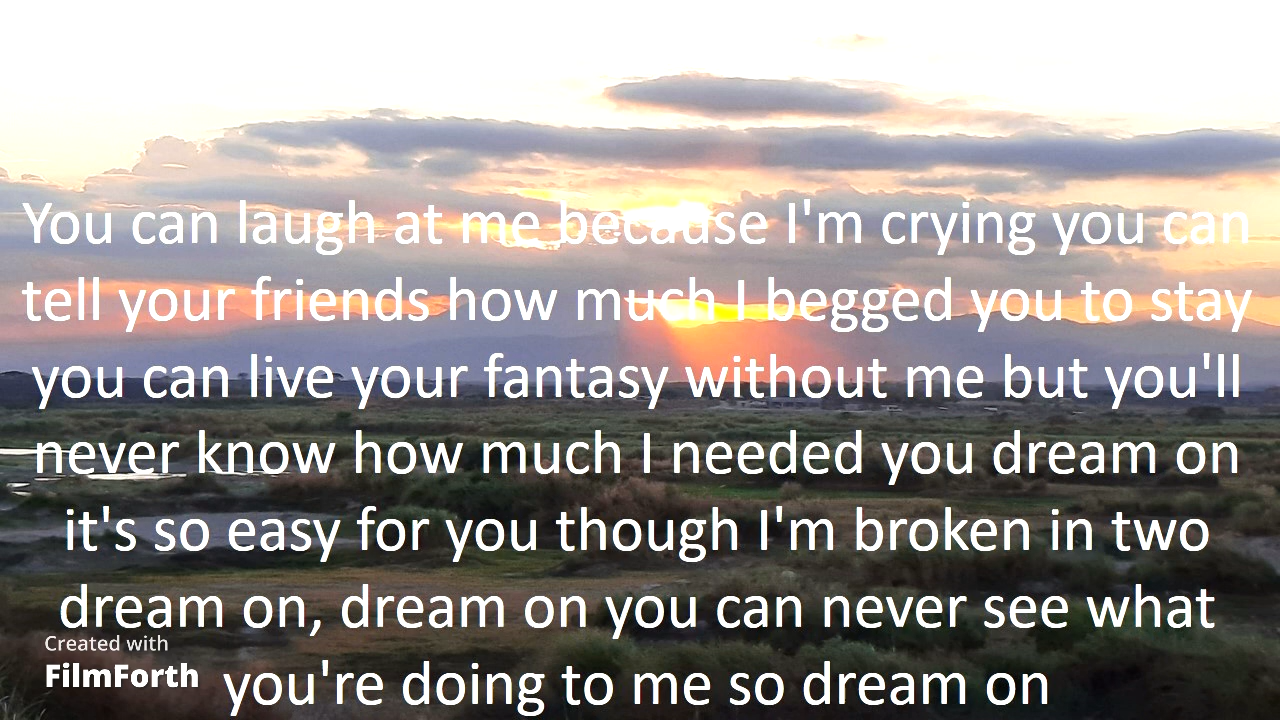 You can laugh at me because I'm crying you can
tell your friends how much I begged you to stay
you can live your fantasy without me but you'll
never know how much I needed you dream on
it's so easy for you though I'm broken in two
dream on, dream on you can never see what
you're doing to me so dream on
Created with
FilmForth